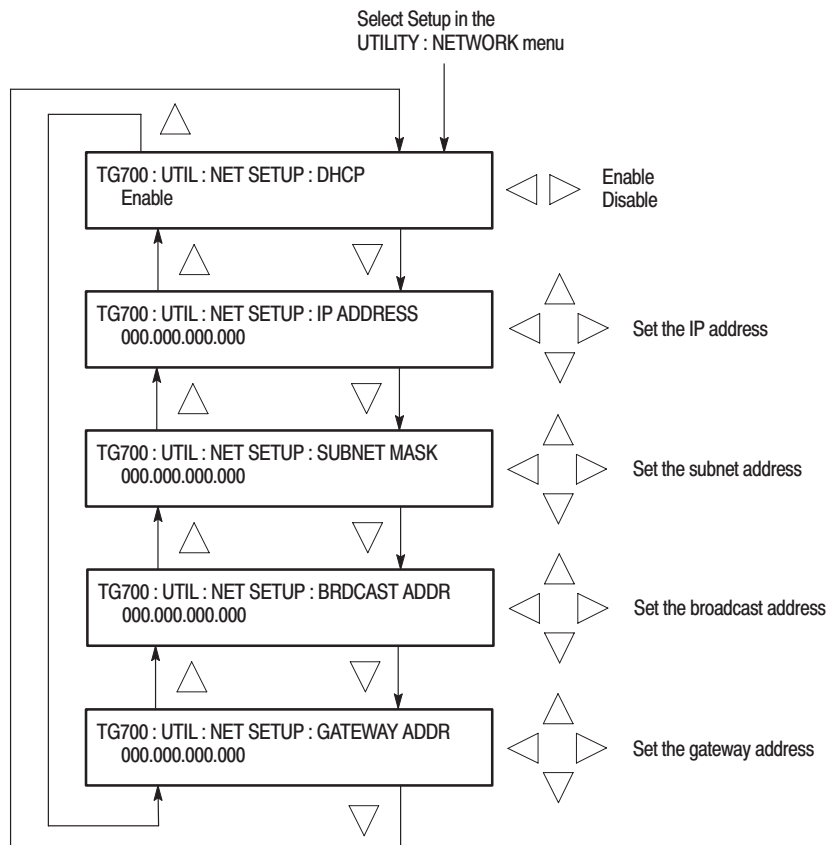 Select Setup in the
UTILITY : NETWORK menu
TG700 : UTIL : NET SETUP : DHCP
Enable
Enable
Disable
TG700 : UTIL : NET SETUP : IP ADDRESS
000.000.000.000
Set the IP address
TG700 : UTIL : NET SETUP : SUBNET MASK
000.000.000.000
Set the subnet address
TG700 : UTIL : NET SETUP : BRDCAST ADDR
000.000.000.000
Set the broadcast address
TG700 : UTIL : NET SETUP : GATEWAY ADDR
000.000.000.000
Set the gateway address